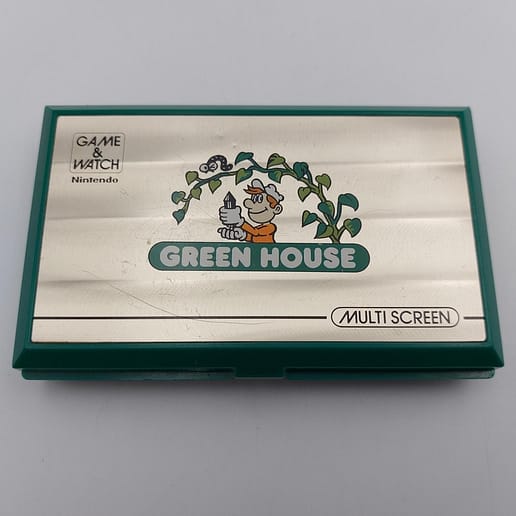 GAME
&
WATCH
Nintendo
GREEN HOUSE
MULTI SCREEN